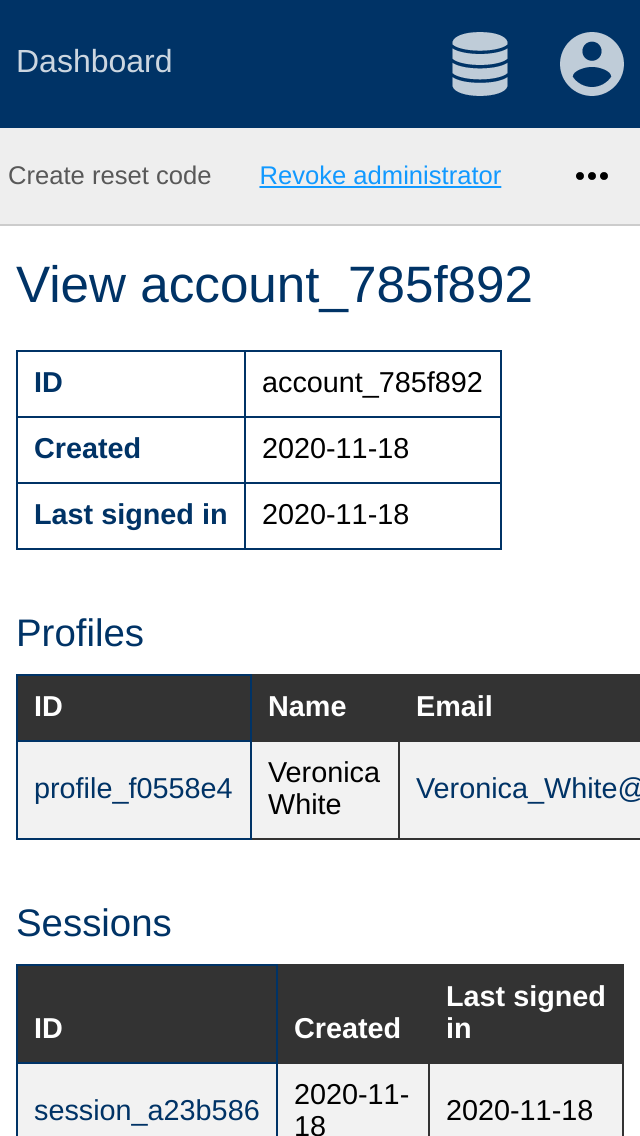 Dashboard
Create reset code Revoke administrator •••
View account_785f892
ID account_785f892
Created 2020-11-18
Last signed in 2020-11-18
Profiles
ID Name Email
profile_f0558e4 Veronica White Veronica_White@
Sessions
ID Created Last signed in
session_a23b586 2020-11-18 2020-11-18